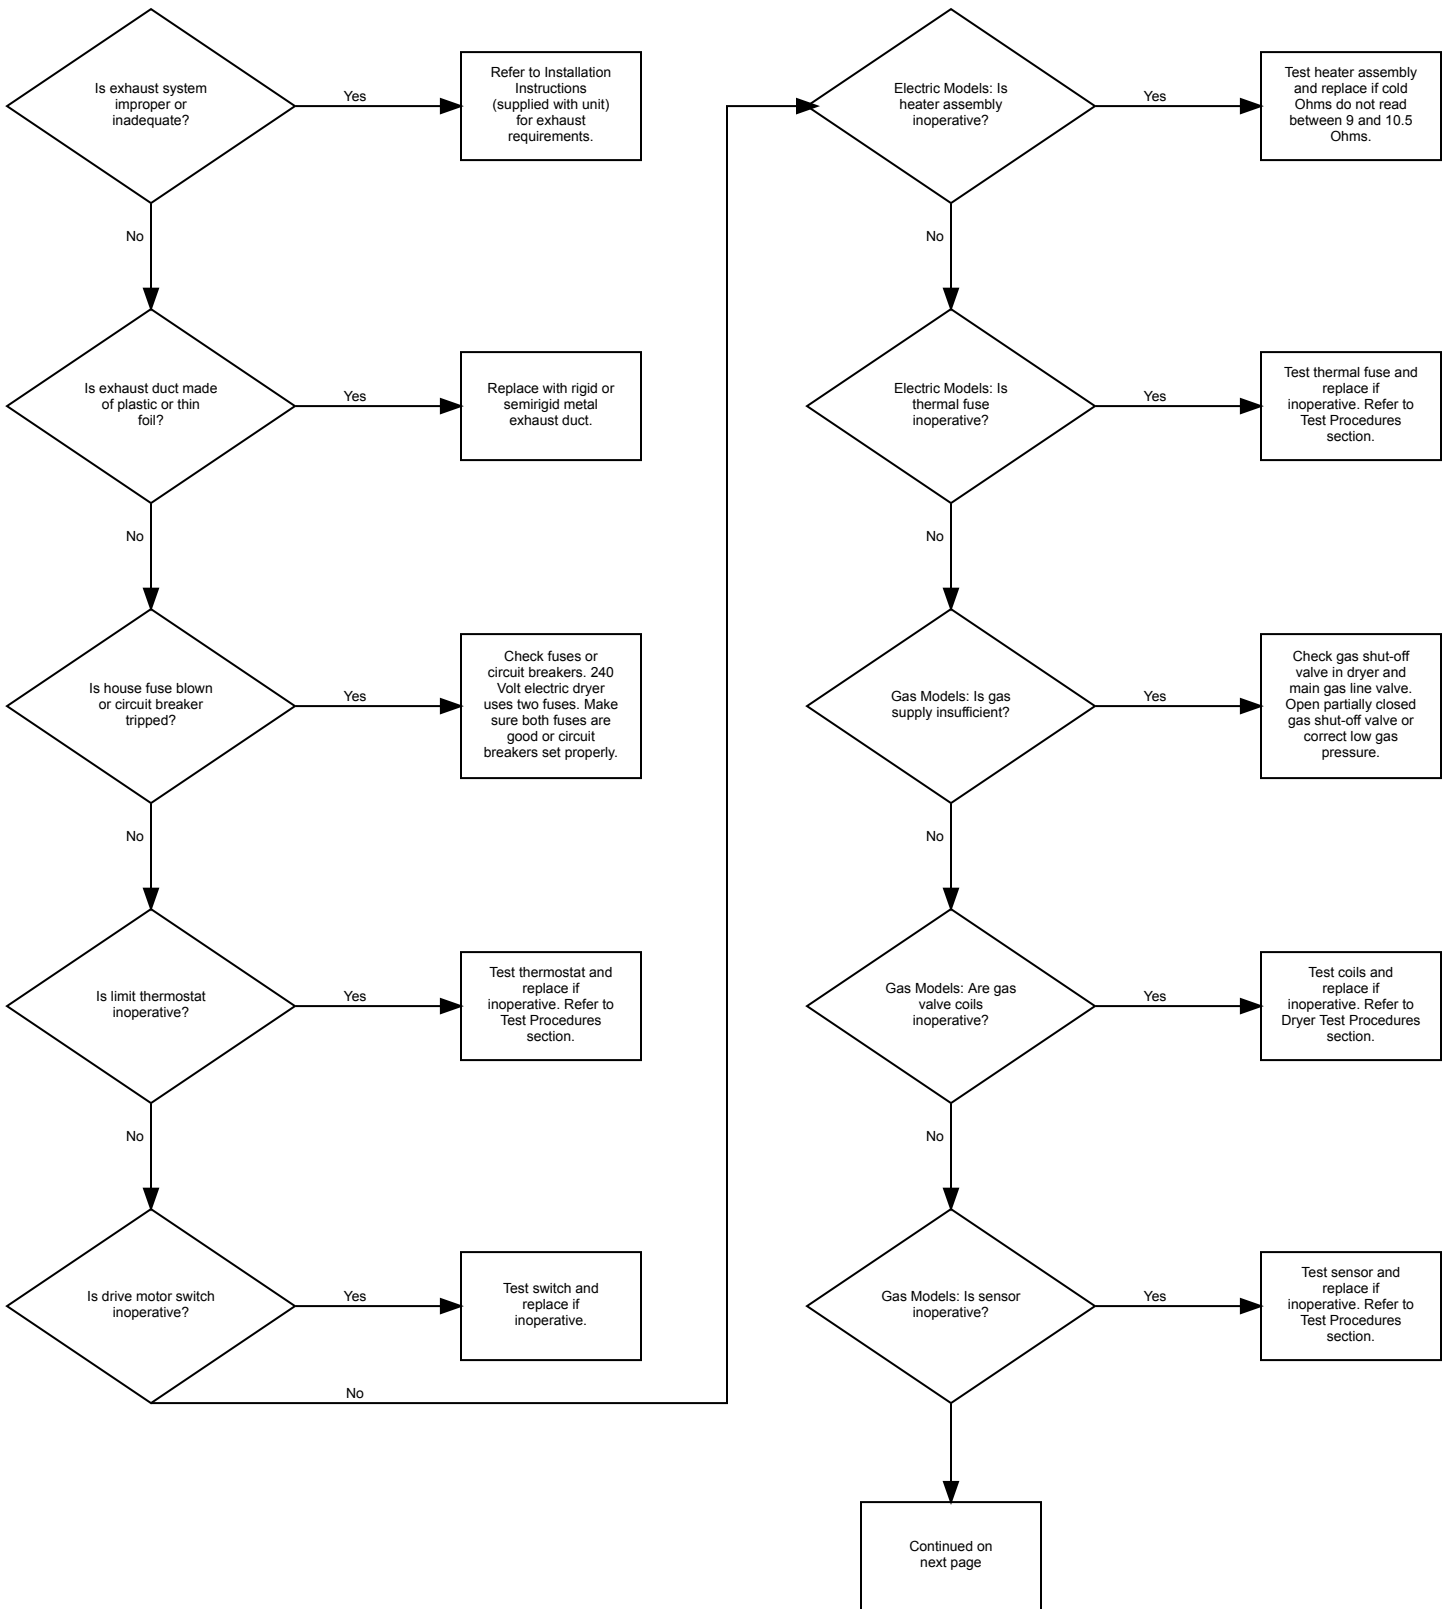 Is exhaust system
improper or
inadequate?
Yes
Refer to Installation
Instructions
(supplied with unit)
for exhaust
requirements.
No
Is exhaust duct made
of plastic or thin
foil?
Yes
Replace with rigid or
semirigid metal
exhaust duct.
No
Is house fuse blown
or circuit breaker
tripped?
Yes
Check fuses or
circuit breakers. 240
Volt electric dryer
uses two fuses. Make
sure both fuses are
good or circuit
breakers set properly.
No
Is limit thermostat
inoperative?
Yes
Test thermostat and
replace if
inoperative. Refer to
Test Procedures
section.
No
Is drive motor switch
inoperative?
Yes
Test switch and
replace if
inoperative.
No
Electric Models: Is
heater assembly
inoperative?
Yes
Test heater assembly
and replace if cold
Ohms do not read
between 9 and 10.5
Ohms.
No
Electric Models: Is
thermal fuse
inoperative?
Yes
Test thermal fuse and
replace if
inoperative. Refer to
Test Procedures
section.
No
Gas Models: Is gas
supply insufficient?
Yes
Check gas shut-off
valve in dryer and
main gas line valve.
Open partially closed
gas shut-off valve or
correct low gas
pressure.
No
Gas Models: Are gas
valve coils
inoperative?
Yes
Test coils and
replace if
inoperative. Refer to
Dryer Test Procedures
section.
No
Gas Models: Is sensor
inoperative?
Yes
Test sensor and
replace if
inoperative. Refer to
Test Procedures
section.
Continued on
next page